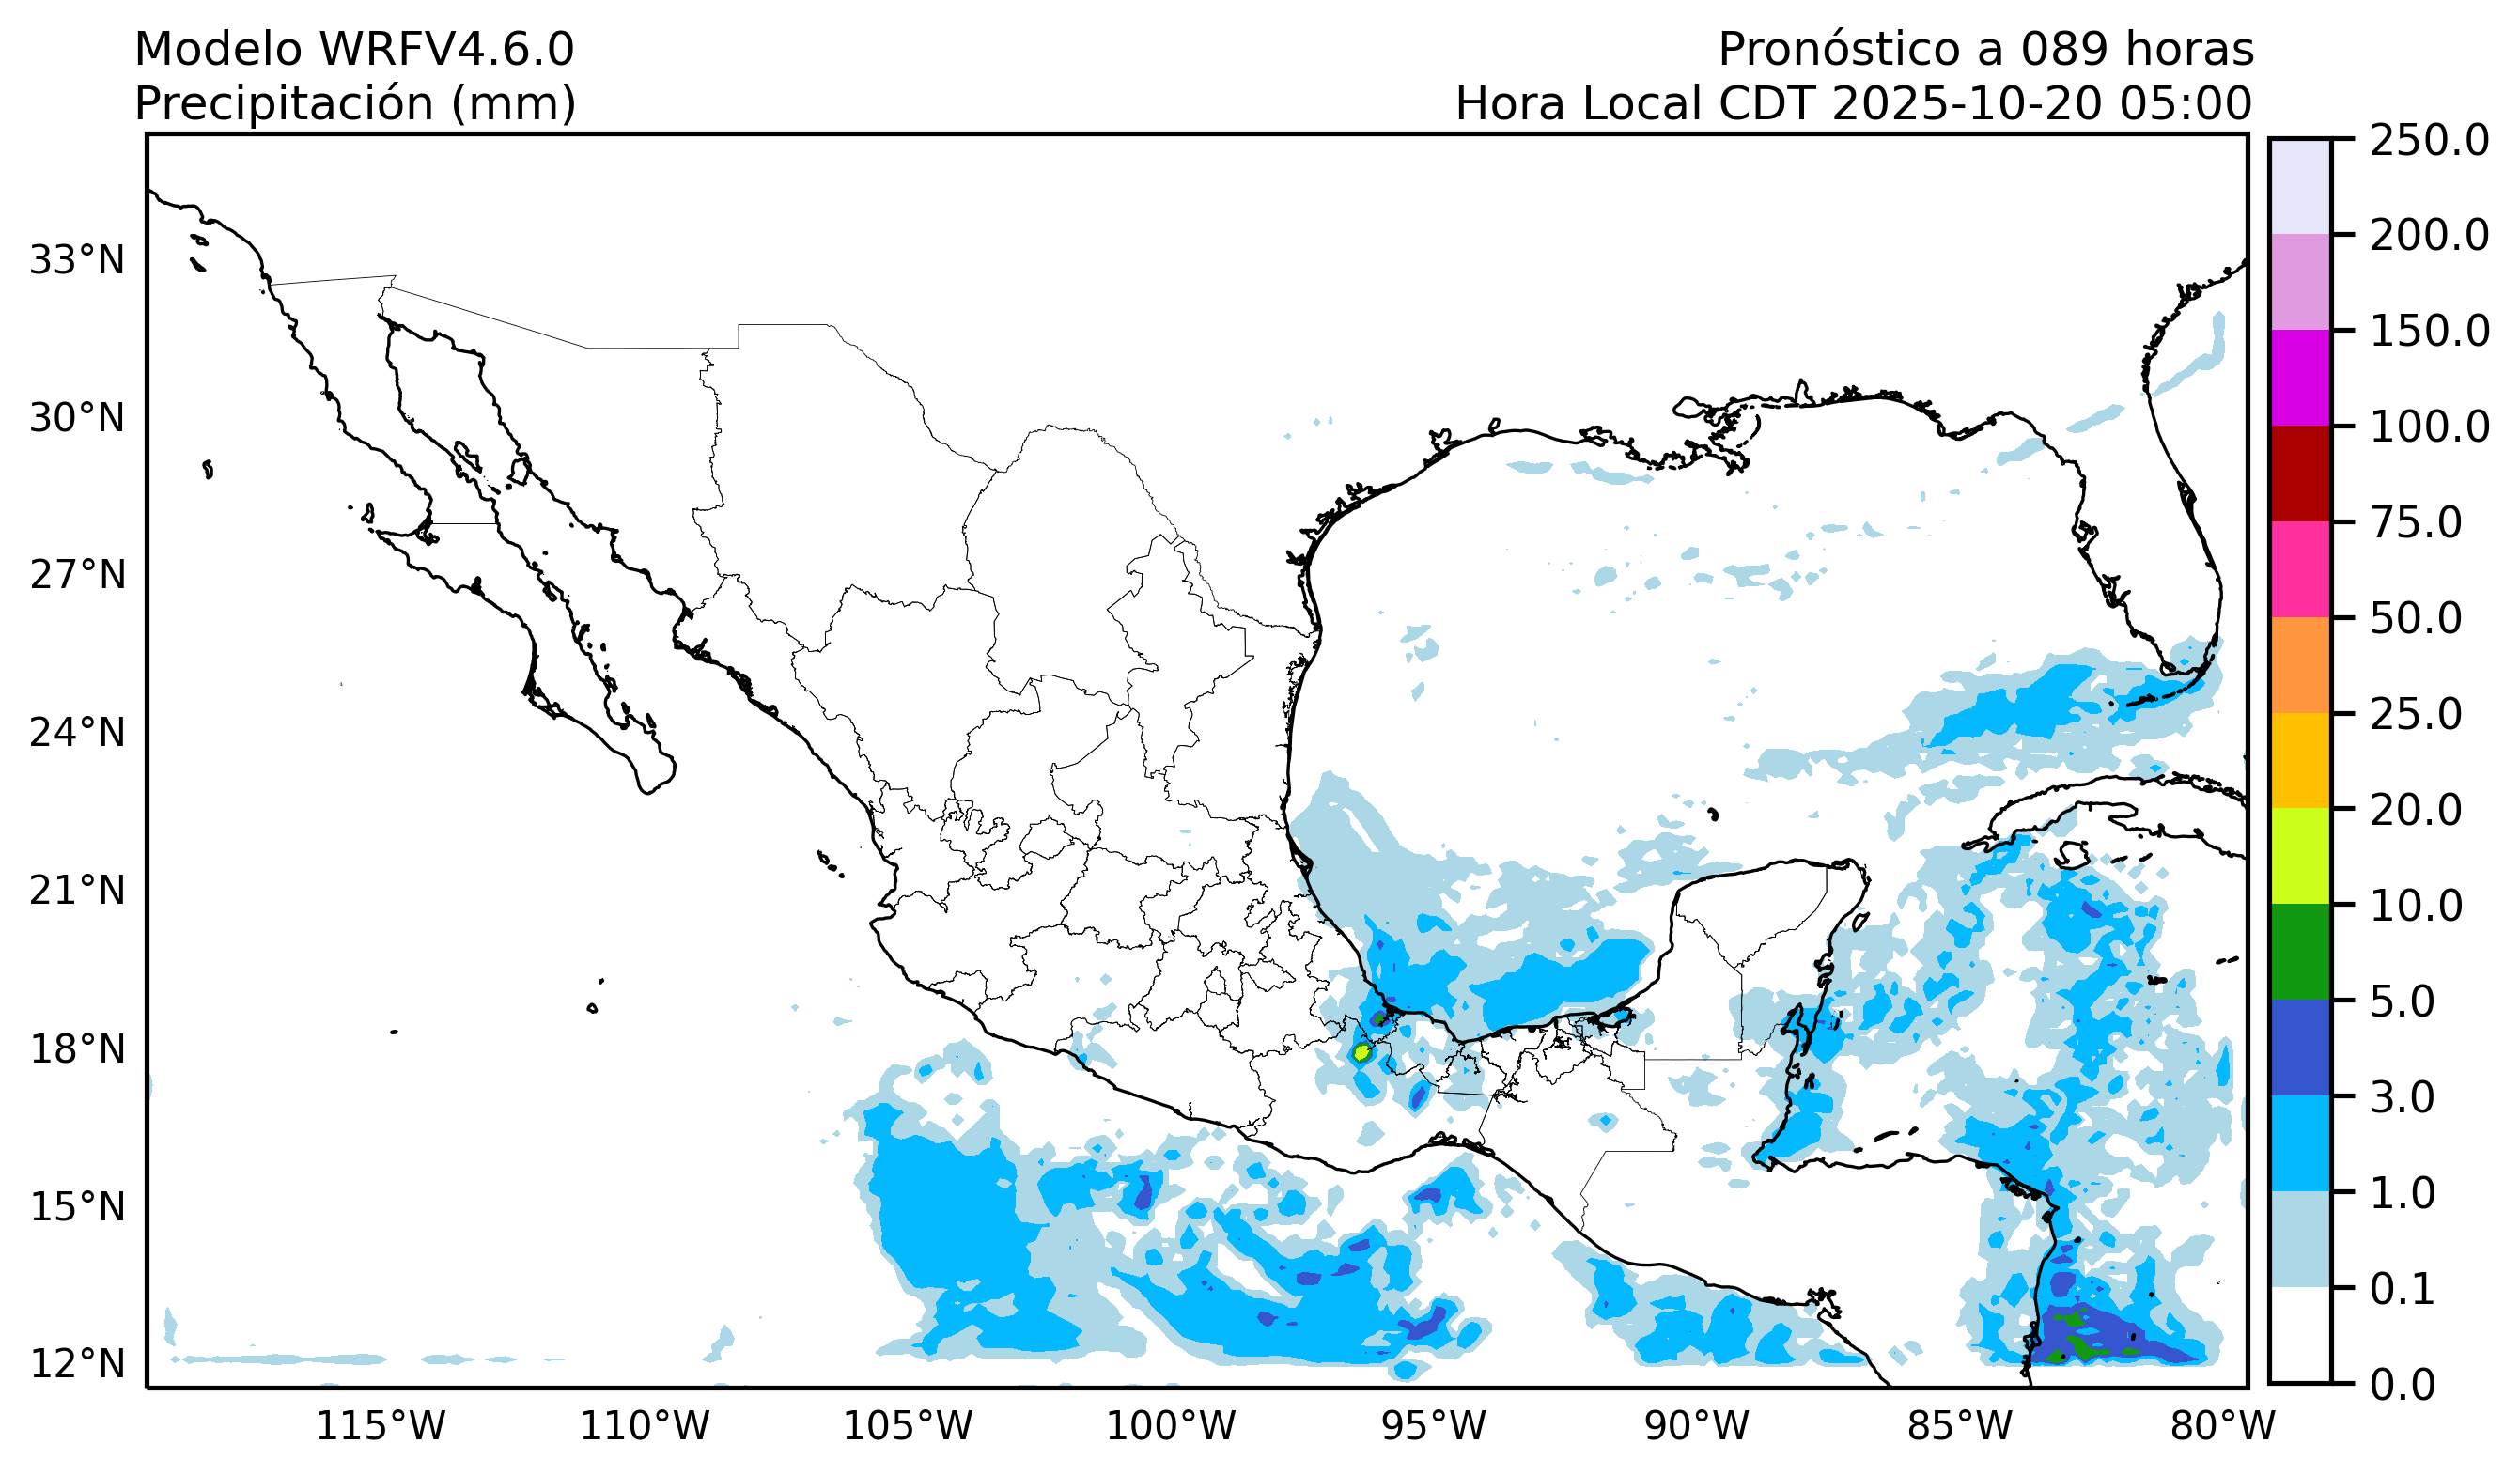 Modelo WRFV4.6.0
Precipitación (mm)
Pronóstico a 089 horas
Hora Local CDT 2025-10-20 05:00
33°N
30°N
27°N
24°N
21°N
18°N
15°N
12°N
115°W
110°W
105°W
100°W
95°W
90°W
85°W
80°W
250.0
200.0
150.0
100.0
75.0
50.0
25.0
20.0
10.0
5.0
3.0
1.0
0.1
0.0